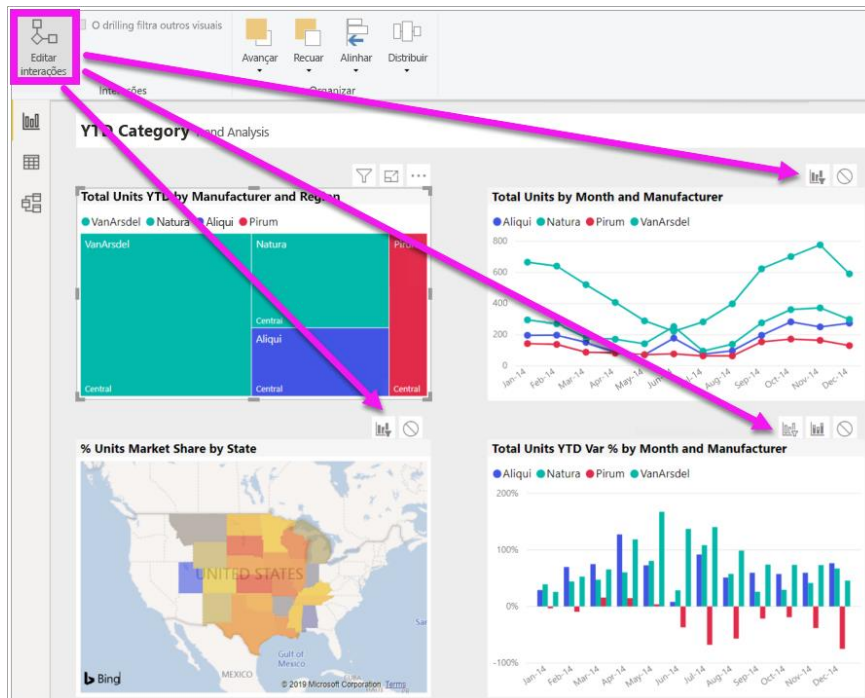 O drilling filtra outros visuais
Editar
interações
Avançar
Recuar
Alinhar
Distribuir
Interações
Organizar
YTD Category Trend Analysis
Total Units YTD by Manufacturer and Region
VanArsdel Natura Aliqui Pirum
VanArsdel
Natura
Pirum
Central
Aliqui
Central
Central
Central
Total Units by Month and Manufacturer
Aliqui Natura Pirum VanArsdel
800
600
400
200
0
Jan-14 Feb-14 Mar-14 Apr-14 May-14 Jun-14 Jul-14 Aug-14 Sep-14 Oct-14 Nov-14 Dec-14
% Units Market Share by State
UNITED STATES
Gulf of
Mexico
MEXICO
Bing
© 2019 Microsoft Corporation Terms
Total Units YTD Var % by Month and Manufacturer
Aliqui Natura Pirum VanArsdel
200%
100%
0%
-100%
Jan-14 Feb-14 Mar-14 Apr-14 May-14 Jun-14 Jul-14 Aug-14 Sep-14 Oct-14 Nov-14 Dec-14